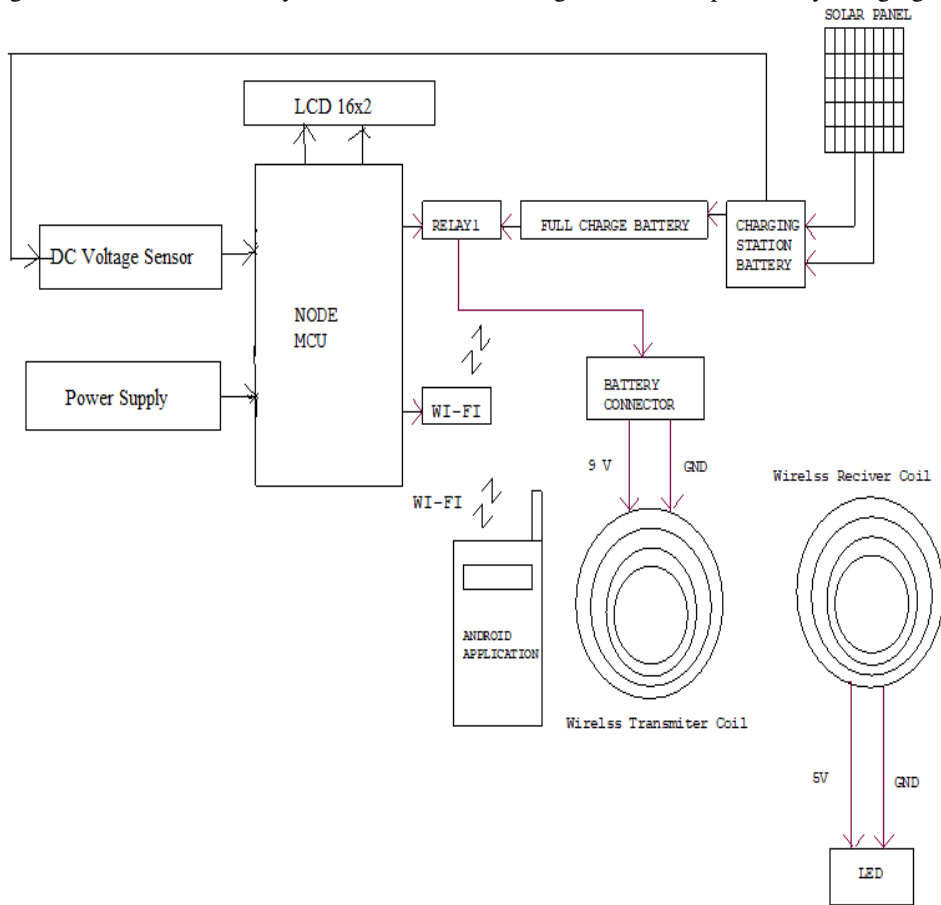 SOLAR PANEL
LCD 16x2
RELAY1
FULL CHARGE BATTERY
CHARGING
STATION
BATTERY
DC Voltage Sensor
NODE
MCU
Power Supply
WI-FI
BATTERY
CONNECTOR
9 V
GND
Wirelss Reciver Coil
WI-FI
ANDROID
APPLICATION
Wirelss Transmiter Coil
5V
GND
LED